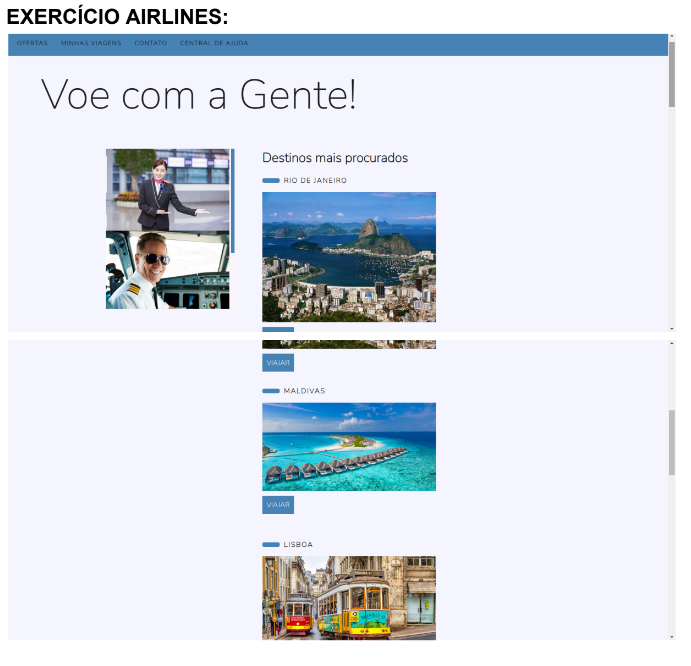 EXERCÍCIO AIRLINES:
OFERTAS MINHAS VIAGENS CONTATO CENTRAL DE AJUDA
Voe com a Gente!
Destinos mais procurados
RIO DE JANEIRO
VIAJAR
MALDIVAS
VIAJAR
LISBOA